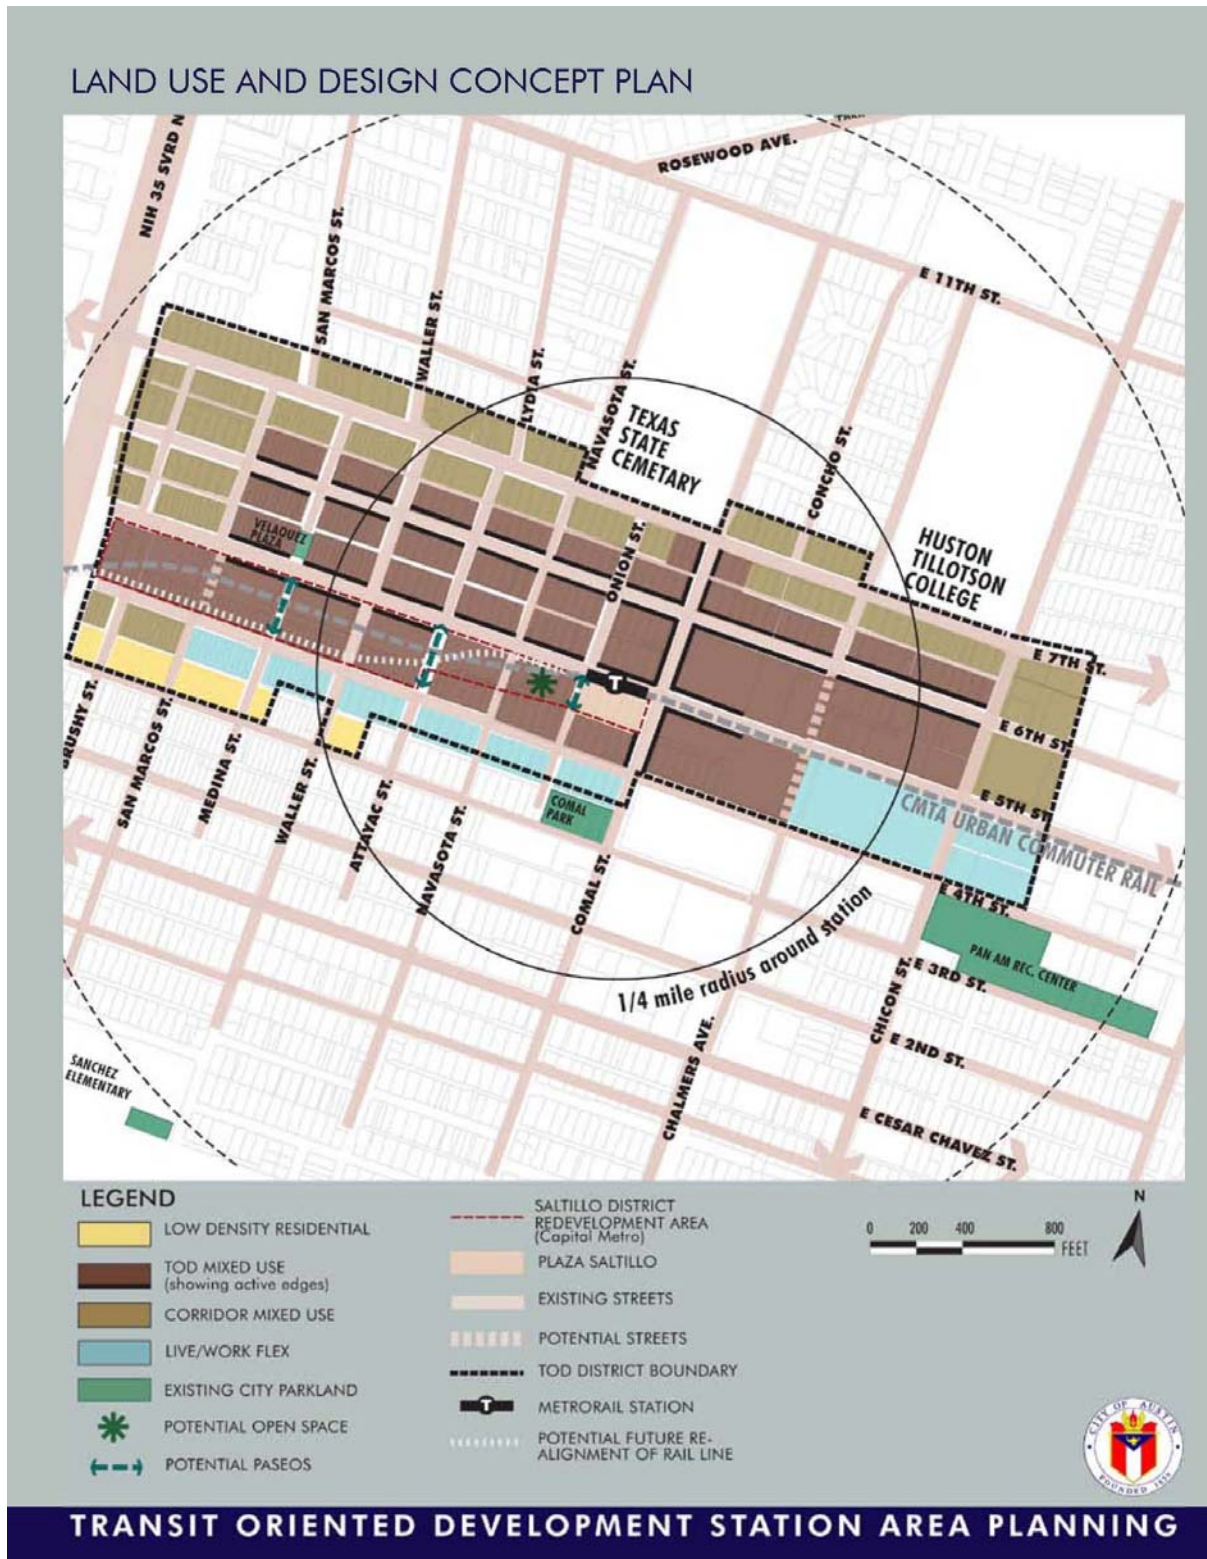 LAND USE AND DESIGN CONCEPT PLAN
NIH 35 SVRD N
ROSEWOOD AVE.
SAN MARCOS ST.
WALLER ST.
LYDIA ST.
NAVASOTA ST.
E 11TH ST.
TEXAS
STATE
CEMETARY
CONCHO ST.
HUSTON
TILLOTSON
COLLEGE
ONION ST.
VELAQUEZ
PLAZA
E 7TH ST.
T
E 6TH ST.
E 5TH ST.
CMTA URBAN COMMUTER RAIL
COMAL
PARK
BRUSHY ST.
SAN MARCOS ST.
MEDINA ST.
WALLER ST.
ATTAYAC ST.
NAVASOTA ST.
COMAL ST.
1/4 mile radius around station
E 4TH ST.
PAN AM REC. CENTER
E 3RD ST.
CHICON ST.
E 2ND ST.
CHALMERS AVE.
E CESAR CHAVEZ ST.
SANCHEZ
ELEMENTARY
LEGEND
LOW DENSITY RESIDENTIAL
TOD MIXED USE
(showing active edges)
CORRIDOR MIXED USE
LIVE/WORK FLEX
EXISTING CITY PARKLAND
POTENTIAL OPEN SPACE
POTENTIAL PASEOS
SALTILLO DISTRICT
REDEVELOPMENT AREA
(Capital Metro)
PLAZA SALTILLO
EXISTING STREETS
POTENTIAL STREETS
TOD DISTRICT BOUNDARY
T
METRORAIL STATION
POTENTIAL FUTURE RE-
ALIGNMENT OF RAIL LINE
0 200 400 800
FEET
N
CITY OF AUSTIN
FOUNDED 1839
TRANSIT ORIENTED DEVELOPMENT STATION AREA PLANNING